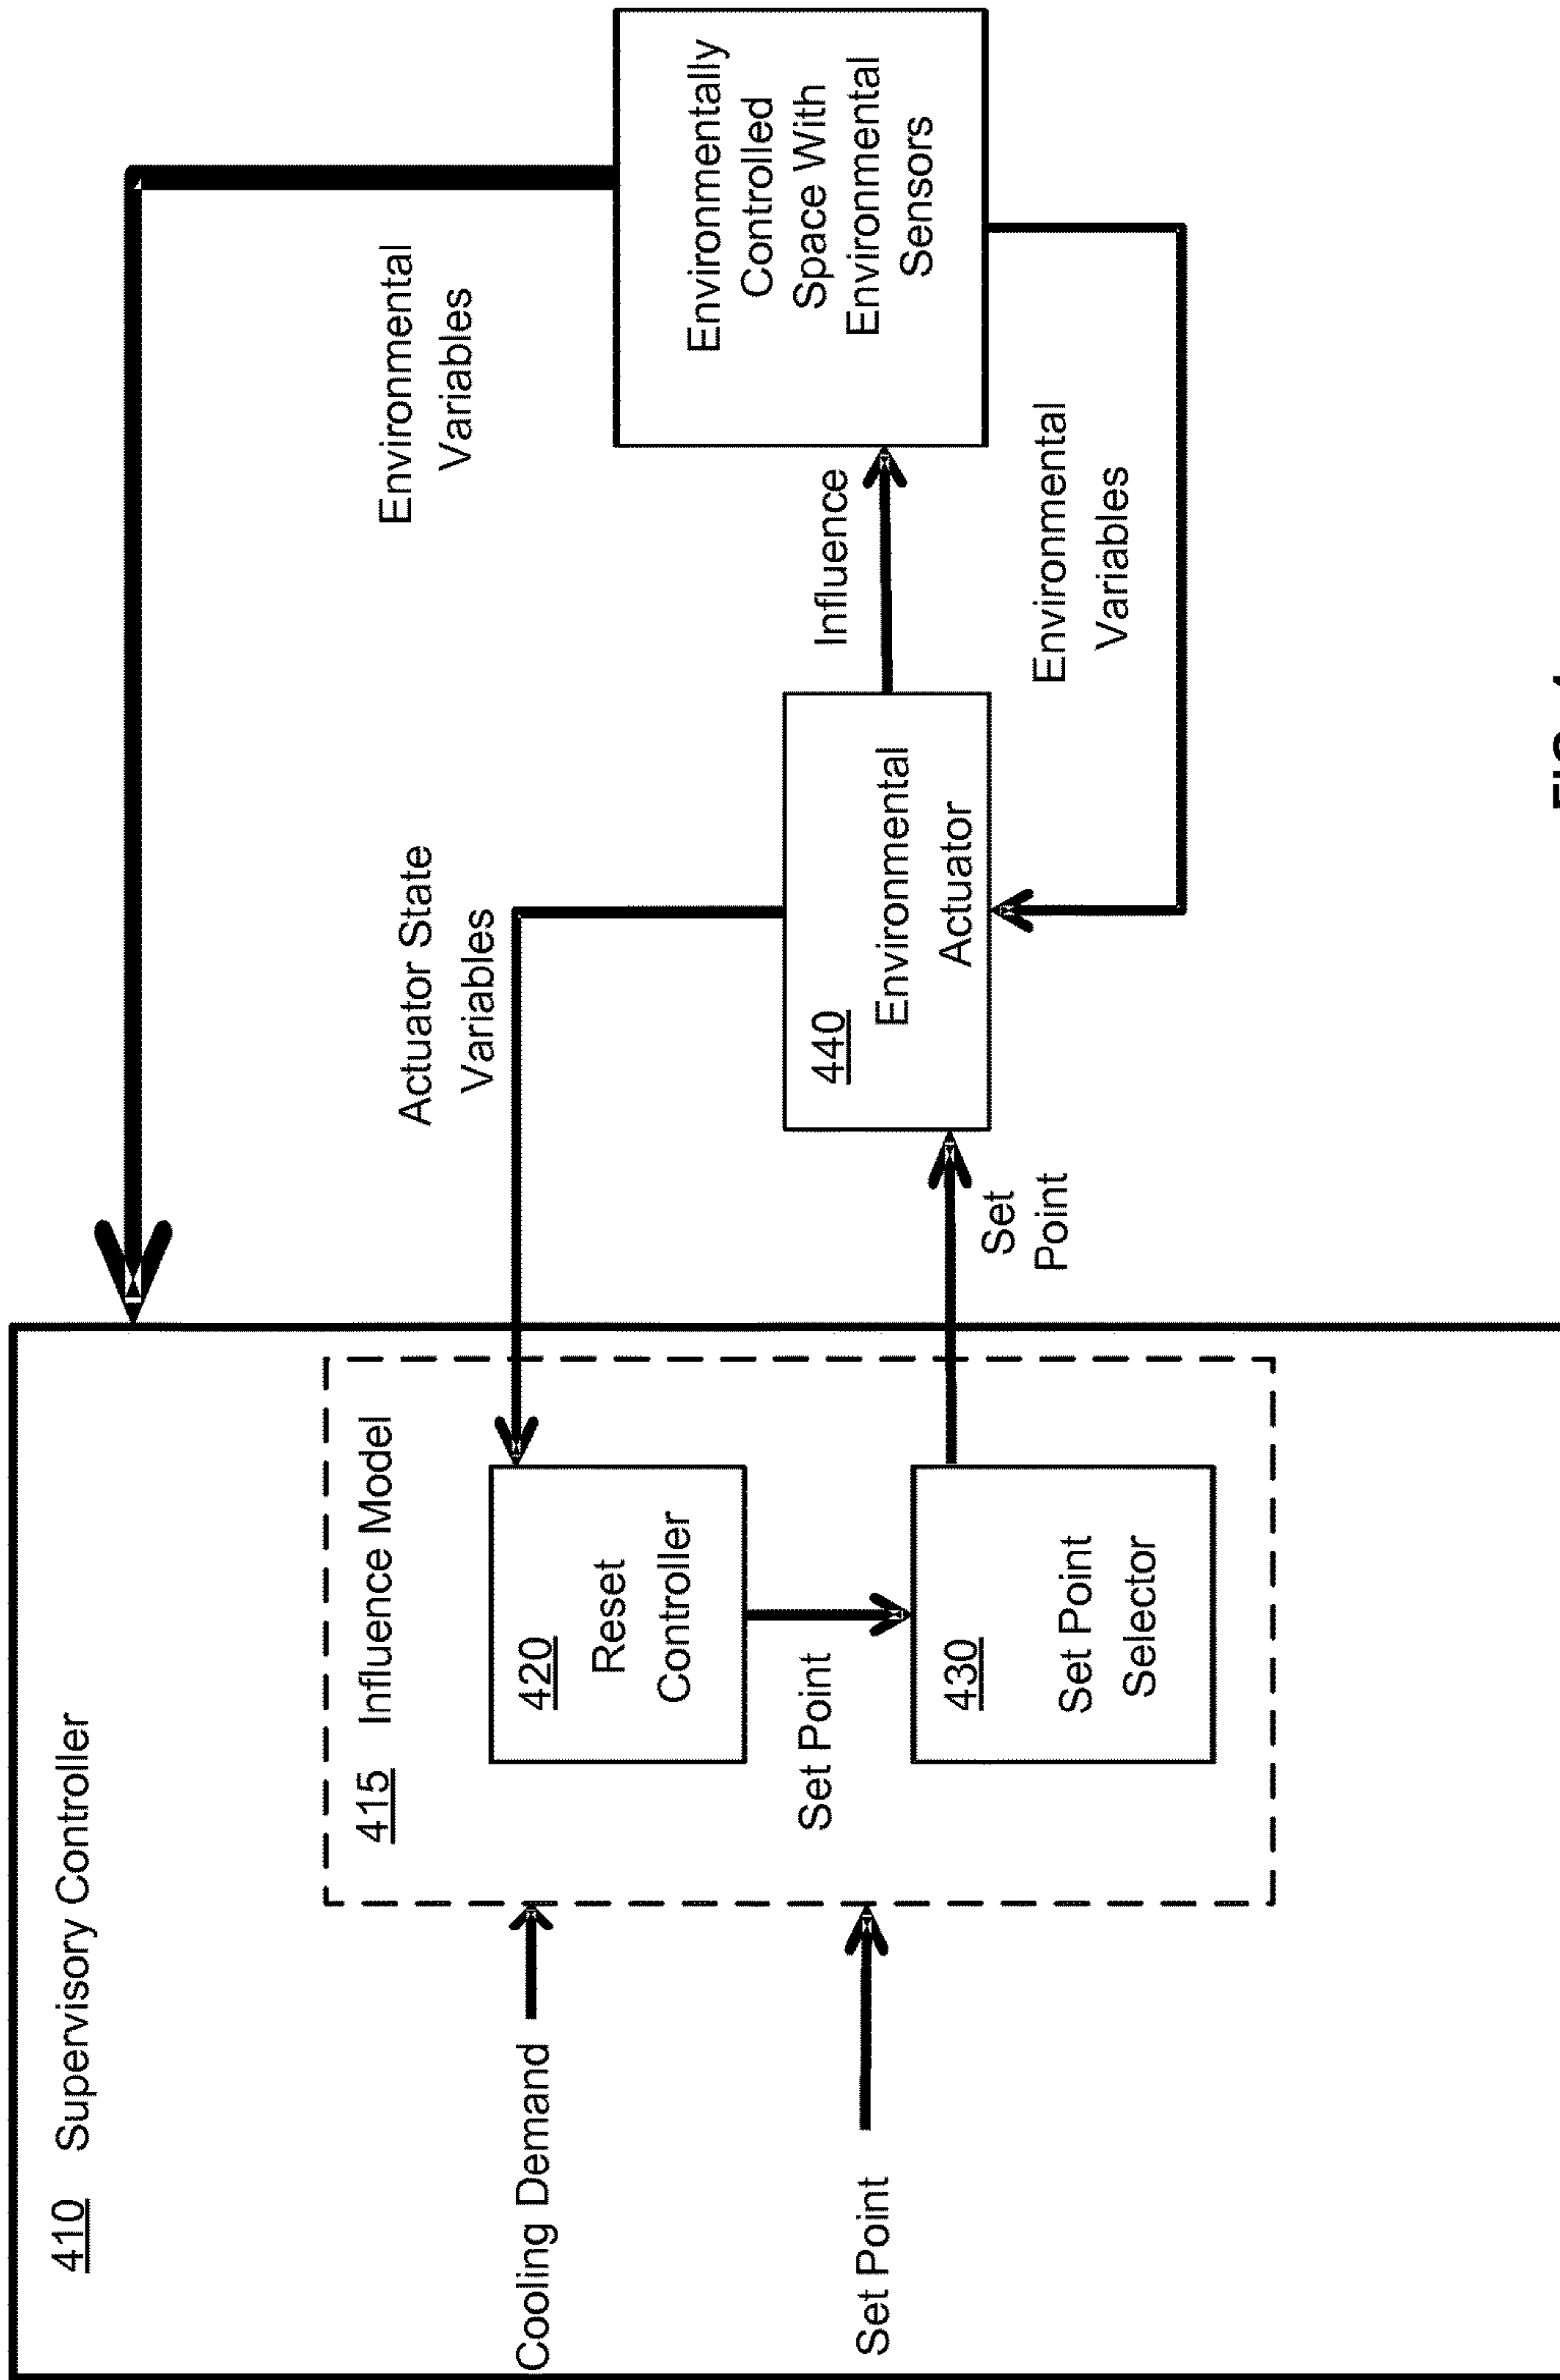 410 Supervisory Controller
Environmental
Variables
415 Influence Model
Actuator State
Variables
Cooling Demand
420
Reset
Controller
Set Point
Set Point
430
Set Point
Selector
Set
Point
440
Environmental
Actuator
Influence
Environmental
Variables
Environmentally
Controlled
Space With
Environmental
Sensors